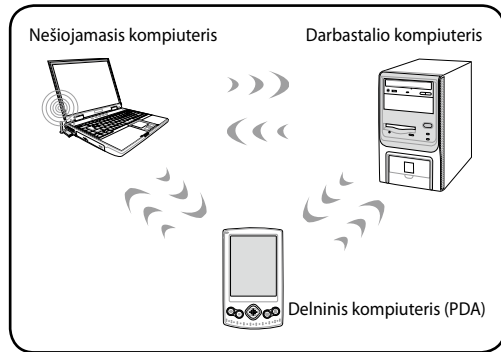 Nešiojamasis kompiuteris
Darbastalio kompiuteris
Delninis kompiuteris (PDA)